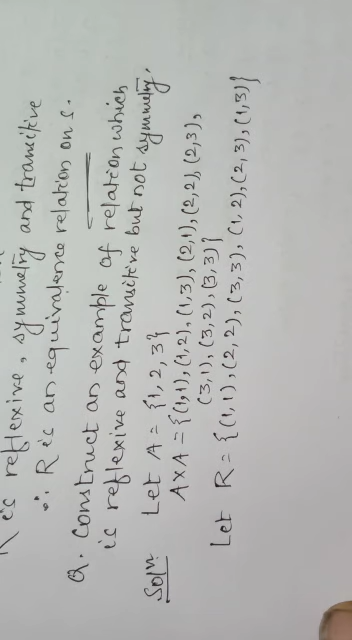 R is reflexive, symmetry and transitive
∴ R is an equivalence relation on S.
Q. Construct an example of relation which
is reflexive and transitive but not symmetry.
Soln Let A = {1, 2, 3}
A×A = {(1,1), (1,2), (1,3), (2,1), (2,2), (2,3),
(3,1), (3,2), (3,3)}
Let R = {(1,1), (2,2), (3,3), (1,2), (2,3), (1,3)}